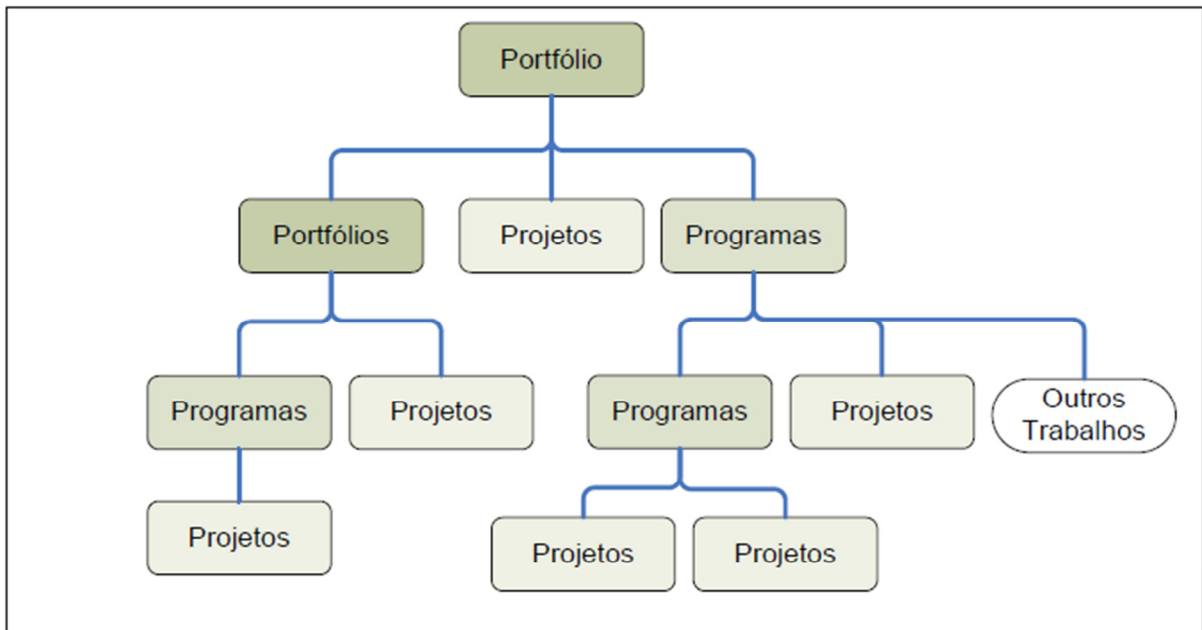 Portfólio
Portfólios
Projetos
Programas
Programas
Projetos
Programas
Projetos
Outros
Trabalhos
Projetos
Projetos
Projetos